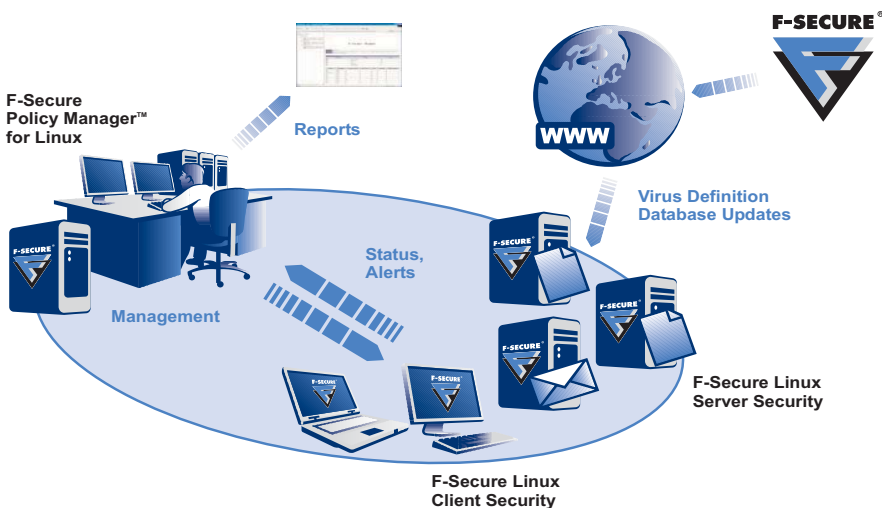 F-SECURE®
F-Secure
Policy Manager™
for Linux
Reports
WWW
Virus Definition
Database Updates
F-SECURE
Status,
Alerts
F-SECURE
F-SECURE
Management
F-SECURE
F-SECURE
F-SECURE
F-Secure Linux
Server Security
F-Secure Linux
Client Security